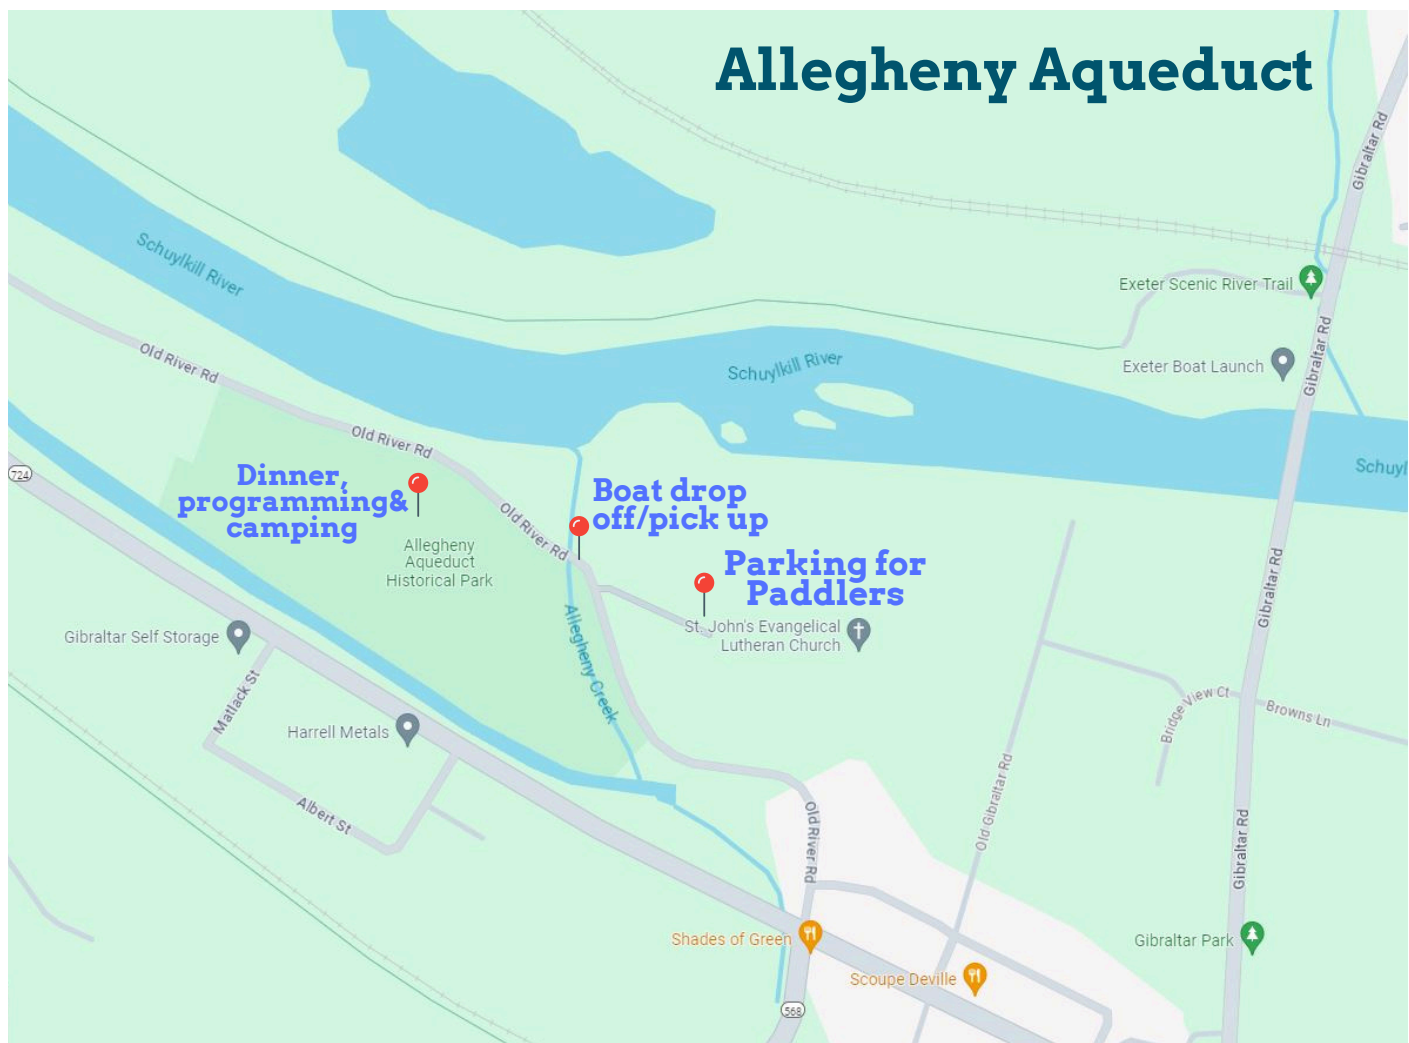 Allegheny Aqueduct
Gibraltar Rd
Schuylkill River
Exeter Scenic River Trail
Gibraltar Rd
Old River Rd
Schuylkill River
Exeter Boat Launch
Old River Rd
724
Schuyl
Dinner,
programming&
camping
Boat drop
off/pick up
Old River Rd
Allegheny
Aqueduct
Historical Park
Parking for
Paddlers
Gibraltar Rd
St. John's Evangelical
Lutheran Church
Gibraltar Self Storage
Allegheny Creek
Matlack St
Harrell Metals
Bridge View Ct
Browns Ln
Albert St
Old River Rd
Old Gibraltar Rd
Gibraltar Rd
Shades of Green
Gibraltar Park
Scoupe Deville
568